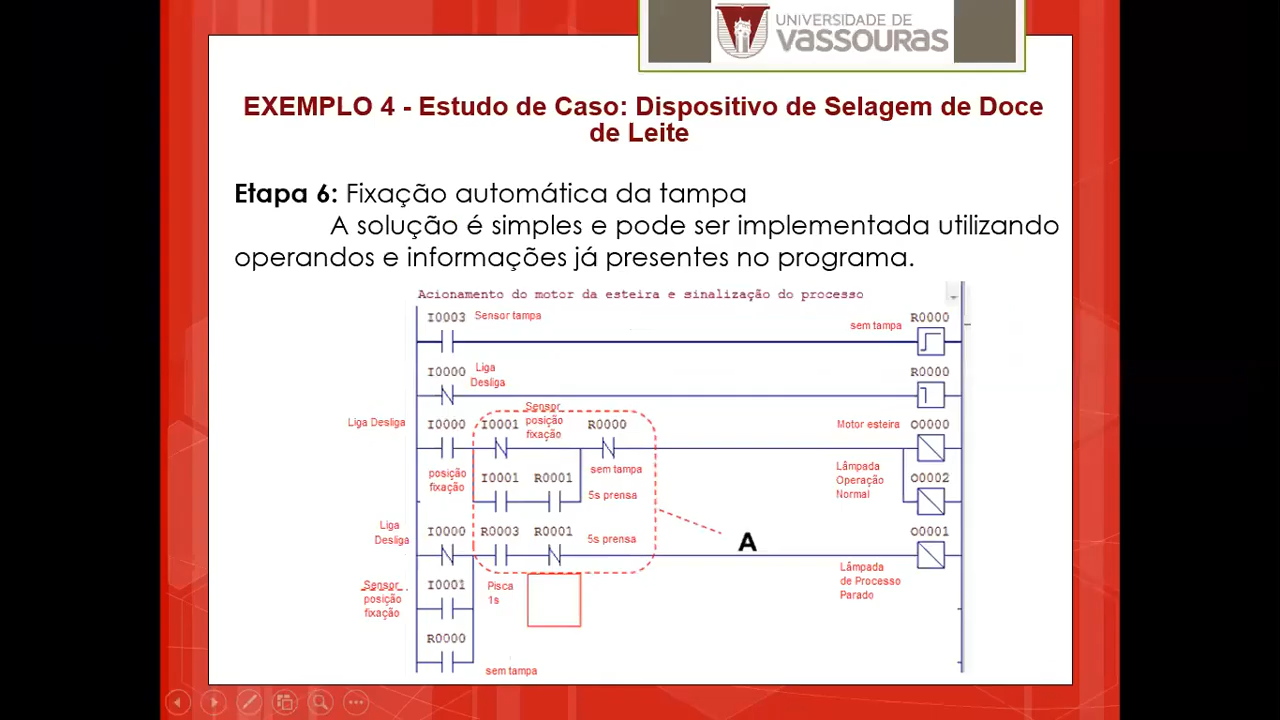 UNIVERSIDADE DE
VASSOURAS
EXEMPLO 4 - Estudo de Caso: Dispositivo de Selagem de Doce
de Leite
Etapa 6: Fixação automática da tampa
A solução é simples e pode ser implementada utilizando
operandos e informações já presentes no programa.
Acionamento do motor da esteira e sinalização do processo
I0003 Sensor tampa sem tampa R0000
I0000 Liga
Desliga
R0000
Sensor
posição
fixação
Liga Desliga I0000 I0001 R0000 Motor esteira O0000
sem tampa
posição
fixação
I0001 R0001 5s prensa
Lâmpada
Operação
Normal
O0002
Liga
Desliga
I0000 R0003 R0001 5s prensa A O0001
Sensor
posição
fixação
I0001 Pisca
1s
Lâmpada
de Processo
Parado
R0000
sem tampa